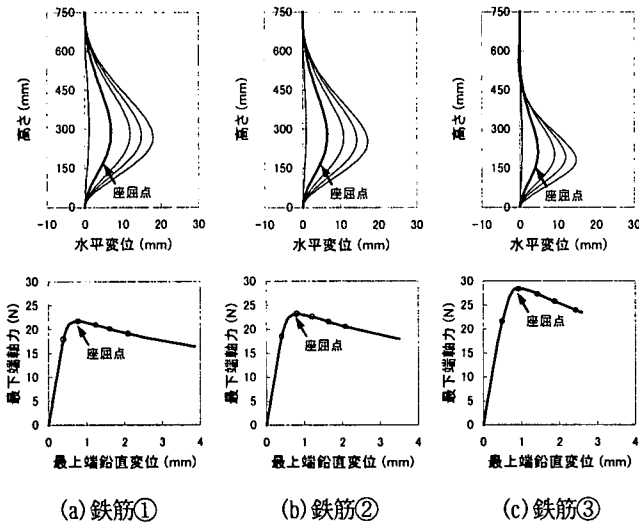 750
600
450
300
150
0
高さ (mm)
座屈点
-10 0 10 20 30
水平変位 (mm)
750
600
450
300
150
0
高さ (mm)
座屈点
-10 0 10 20 30
水平変位 (mm)
750
600
450
300
150
0
高さ (mm)
座屈点
-10 0 10 20 30
水平変位 (mm)
30
25
20
15
10
5
0
最下端軸力 (N)
座屈点
0 1 2 3 4
最上端鉛直変位 (mm)
30
25
20
15
10
5
0
最下端軸力 (N)
座屈点
0 1 2 3 4
最上端鉛直変位 (mm)
30
25
20
15
10
5
0
最下端軸力 (N)
座屈点
0 1 2 3 4
最上端鉛直変位 (mm)
(a) 鉄筋①
(b) 鉄筋②
(c) 鉄筋③